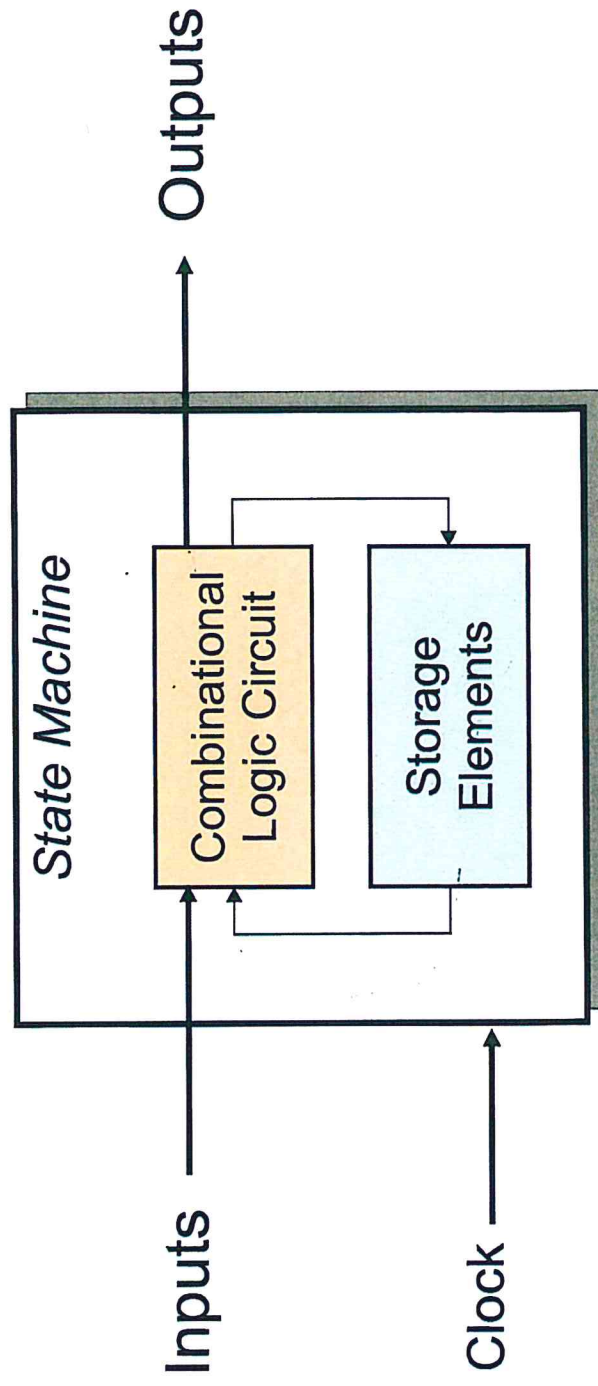 State Machine
Inputs
Combinational
Logic Circuit
Outputs
Storage
Elements
Clock